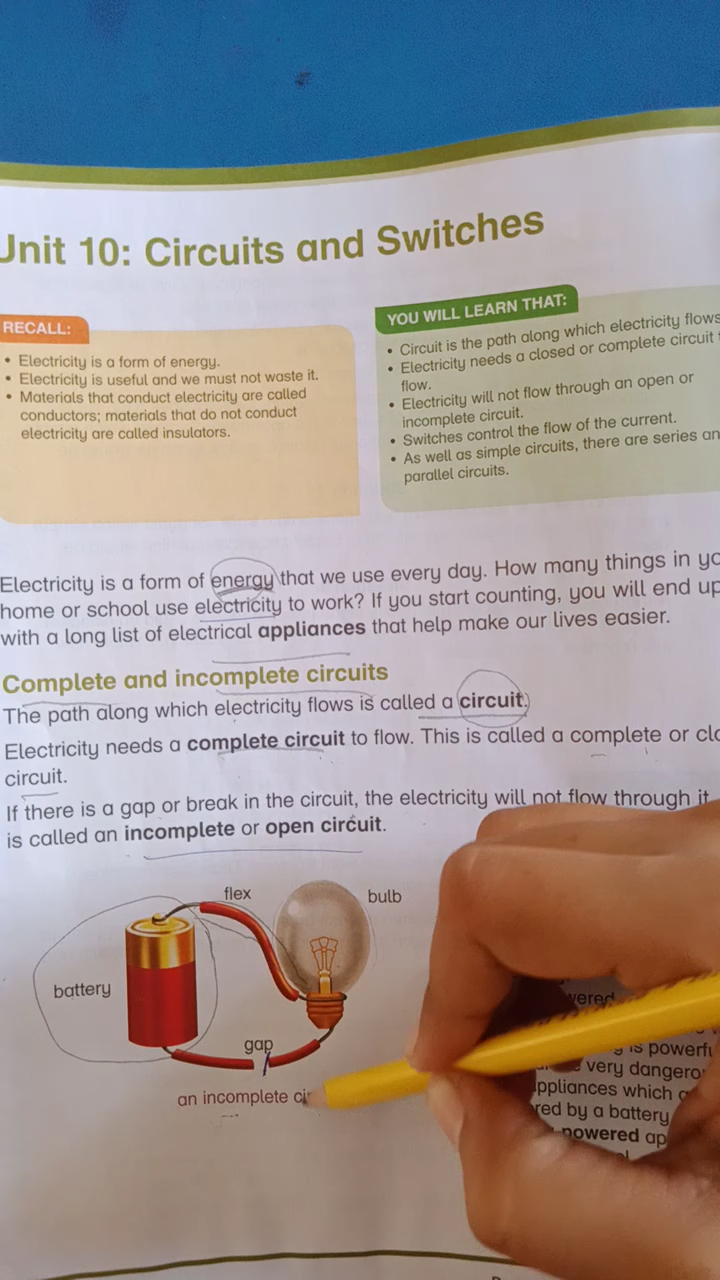 Unit 10: Circuits and Switches
RECALL:
• Electricity is a form of energy.
• Electricity is useful and we must not waste it.
• Materials that conduct electricity are called
conductors; materials that do not conduct
electricity are called insulators.
YOU WILL LEARN THAT:
• Circuit is the path along which electricity flows
• Electricity needs a closed or complete circuit
flow.
• Electricity will not flow through an open or
incomplete circuit.
• Switches control the flow of the current.
• As well as simple circuits, there are series an
parallel circuits.
Electricity is a form of energy that we use every day. How many things in yo
home or school use electricity to work? If you start counting, you will end up
with a long list of electrical appliances that help make our lives easier.
Complete and incomplete circuits
The path along which electricity flows is called a circuit.
Electricity needs a complete circuit to flow. This is called a complete or clo
circuit.
If there is a gap or break in the circuit, the electricity will not flow through it
is called an incomplete or open circuit.
flex
bulb
battery
gap
an incomplete cir
is powerfu
very dangero
ppliances which
red by a battery
powered ap